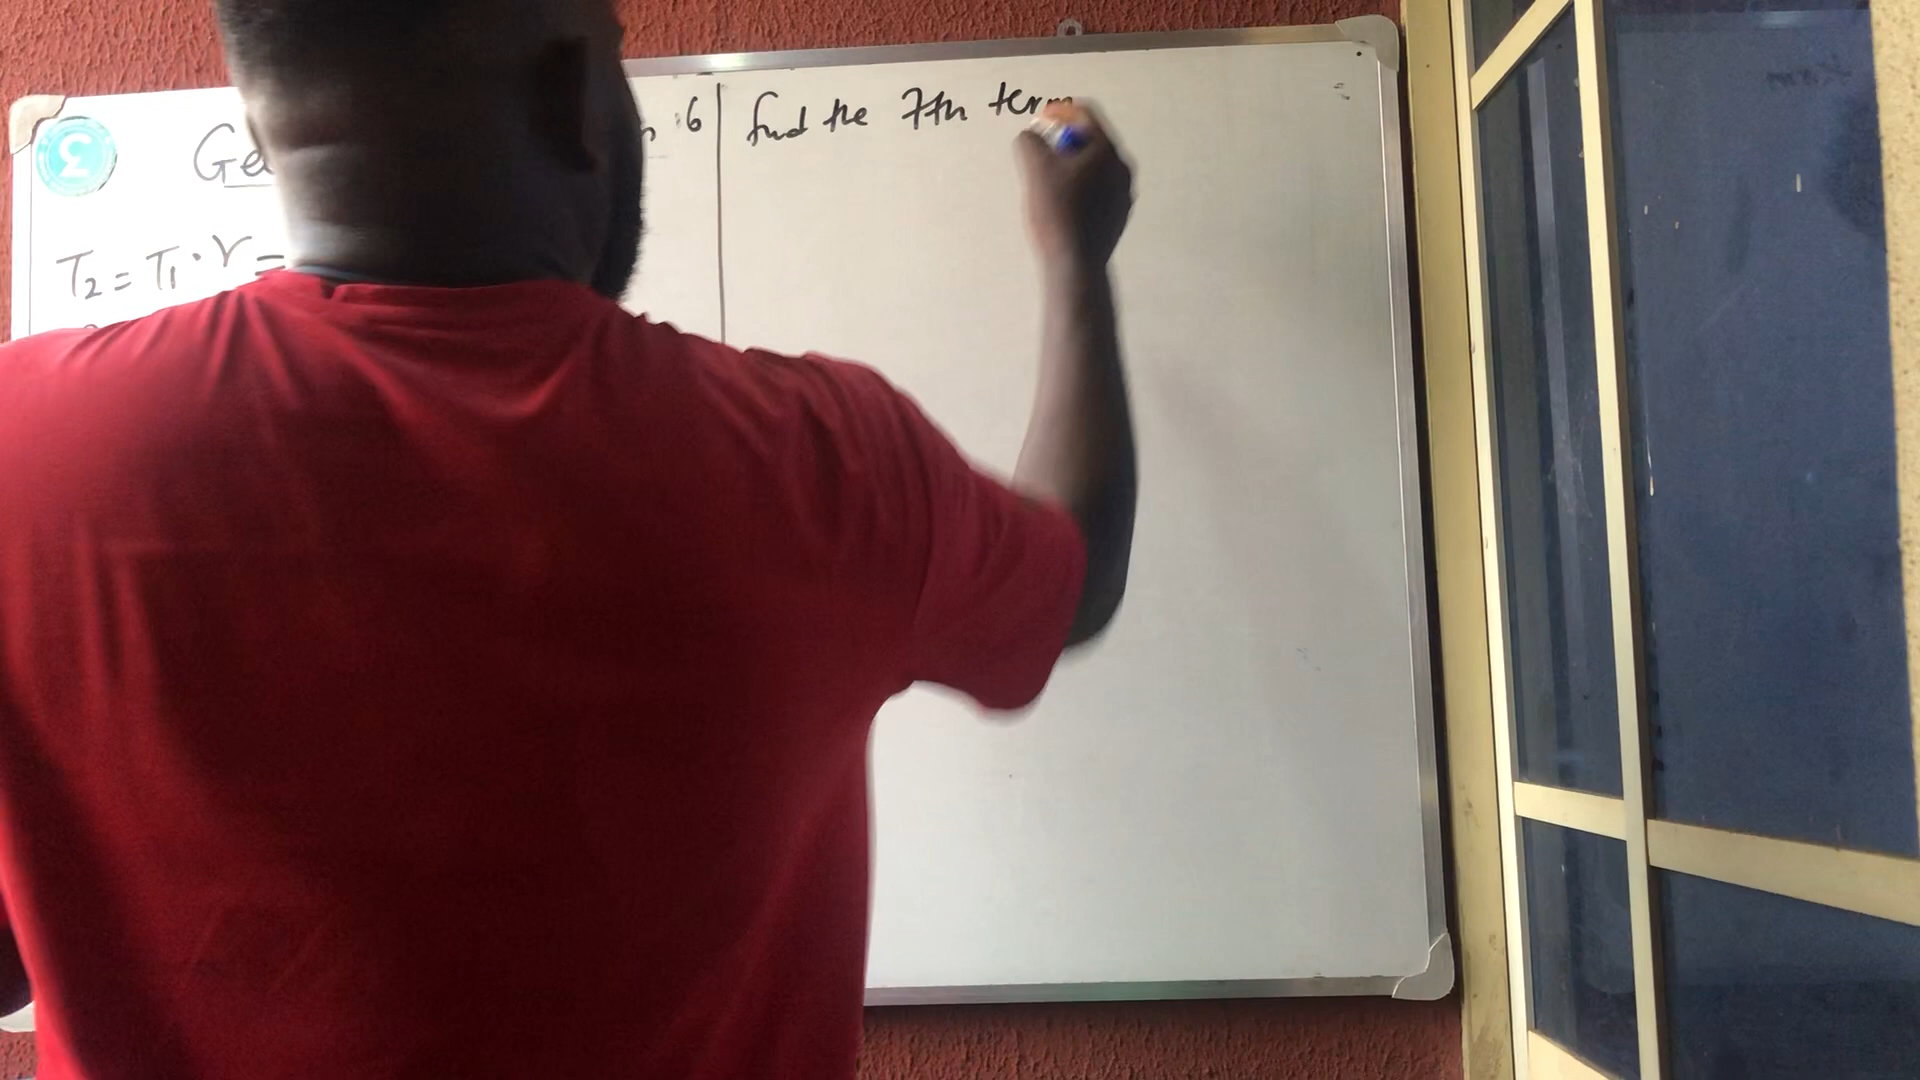 Ge
:6
find the 7th term
T₂ = T₁ · r =